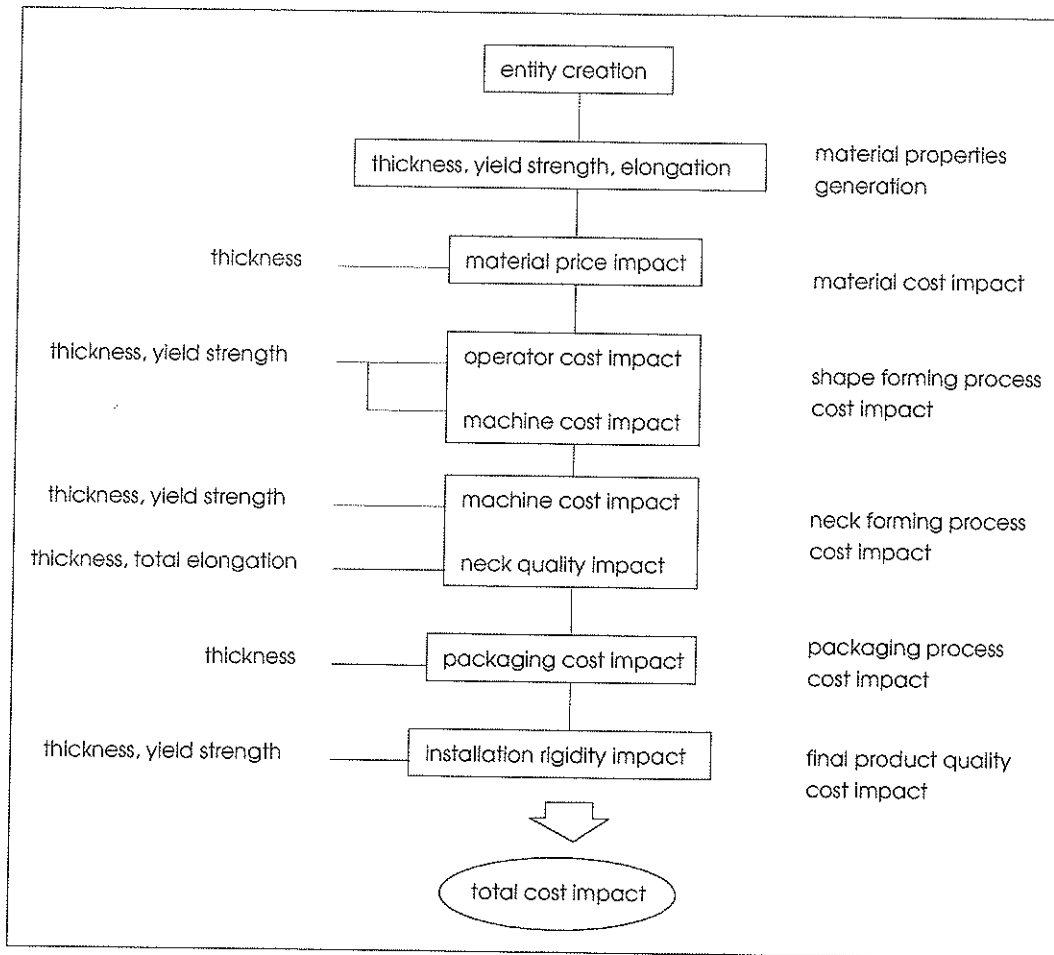 entity creation
thickness, yield strength, elongation
material properties
generation
thickness
material price impact
material cost impact
thickness, yield strength
operator cost impact
machine cost impact
shape forming process
cost impact
thickness, yield strength
machine cost impact
thickness, total elongation
neck quality impact
neck forming process
cost impact
thickness
packaging cost impact
packaging process
cost impact
thickness, yield strength
installation rigidity impact
final product quality
cost impact
total cost impact